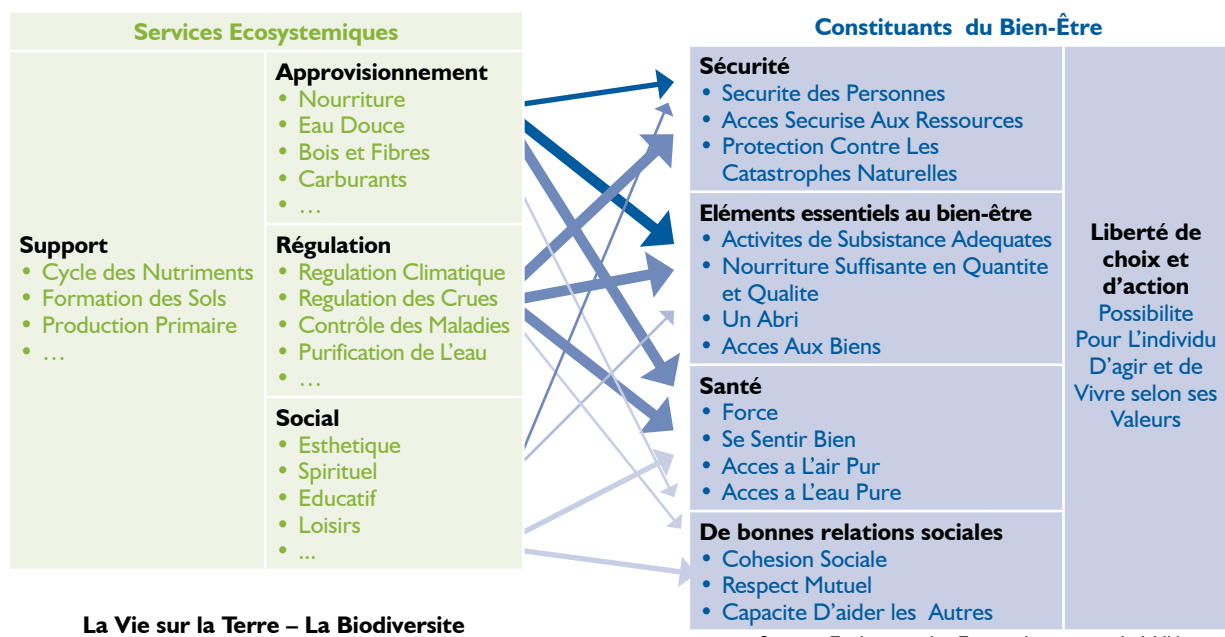 Services Ecosystemiques
Support
• Cycle des Nutriments
• Formation des Sols
• Production Primaire
• …
Approvisionnement
• Nourriture
• Eau Douce
• Bois et Fibres
• Carburants
• …
Régulation
• Regulation Climatique
• Regulation des Crues
• Contrôle des Maladies
• Purification de L’eau
• …
Social
• Esthetique
• Spirituel
• Educatif
• Loisirs
• ...
La Vie sur la Terre – La Biodiversite
Constituants du Bien-Être
Sécurité
• Securite des Personnes
• Acces Securise Aux Ressources
• Protection Contre Les
Catastrophes Naturelles
Eléments essentiels au bien-être
• Activites de Subsistance Adequates
• Nourriture Suffisante en Quantite
et Qualite
• Un Abri
• Acces Aux Biens
Santé
• Force
• Se Sentir Bien
• Acces a L’air Pur
• Acces a L’eau Pure
De bonnes relations sociales
• Cohesion Sociale
• Respect Mutuel
• Capacite D’aider les Autres
Liberté de
choix et
d’action
Possibilite
Pour L’individu
D’agir et de
Vivre selon ses
Valeurs